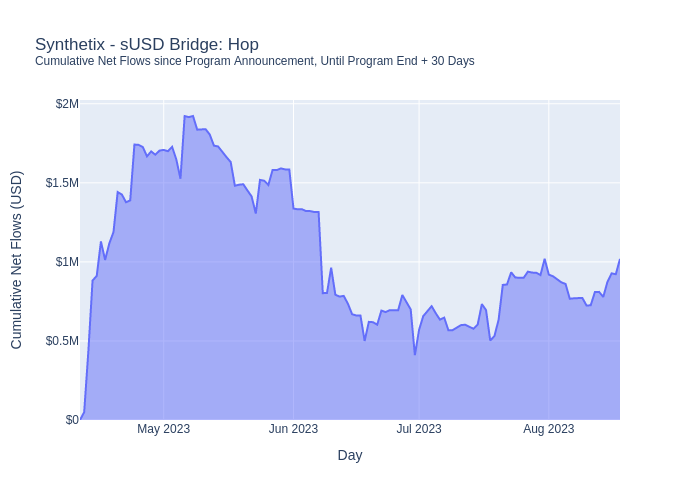 Synthetix - sUSD Bridge: Hop
Cumulative Net Flows since Program Announcement, Until Program End + 30 Days
$2M
$1.5M
$1M
$0.5M
$0
Cumulative Net Flows (USD)
May 2023
Jun 2023
Jul 2023
Aug 2023
Day